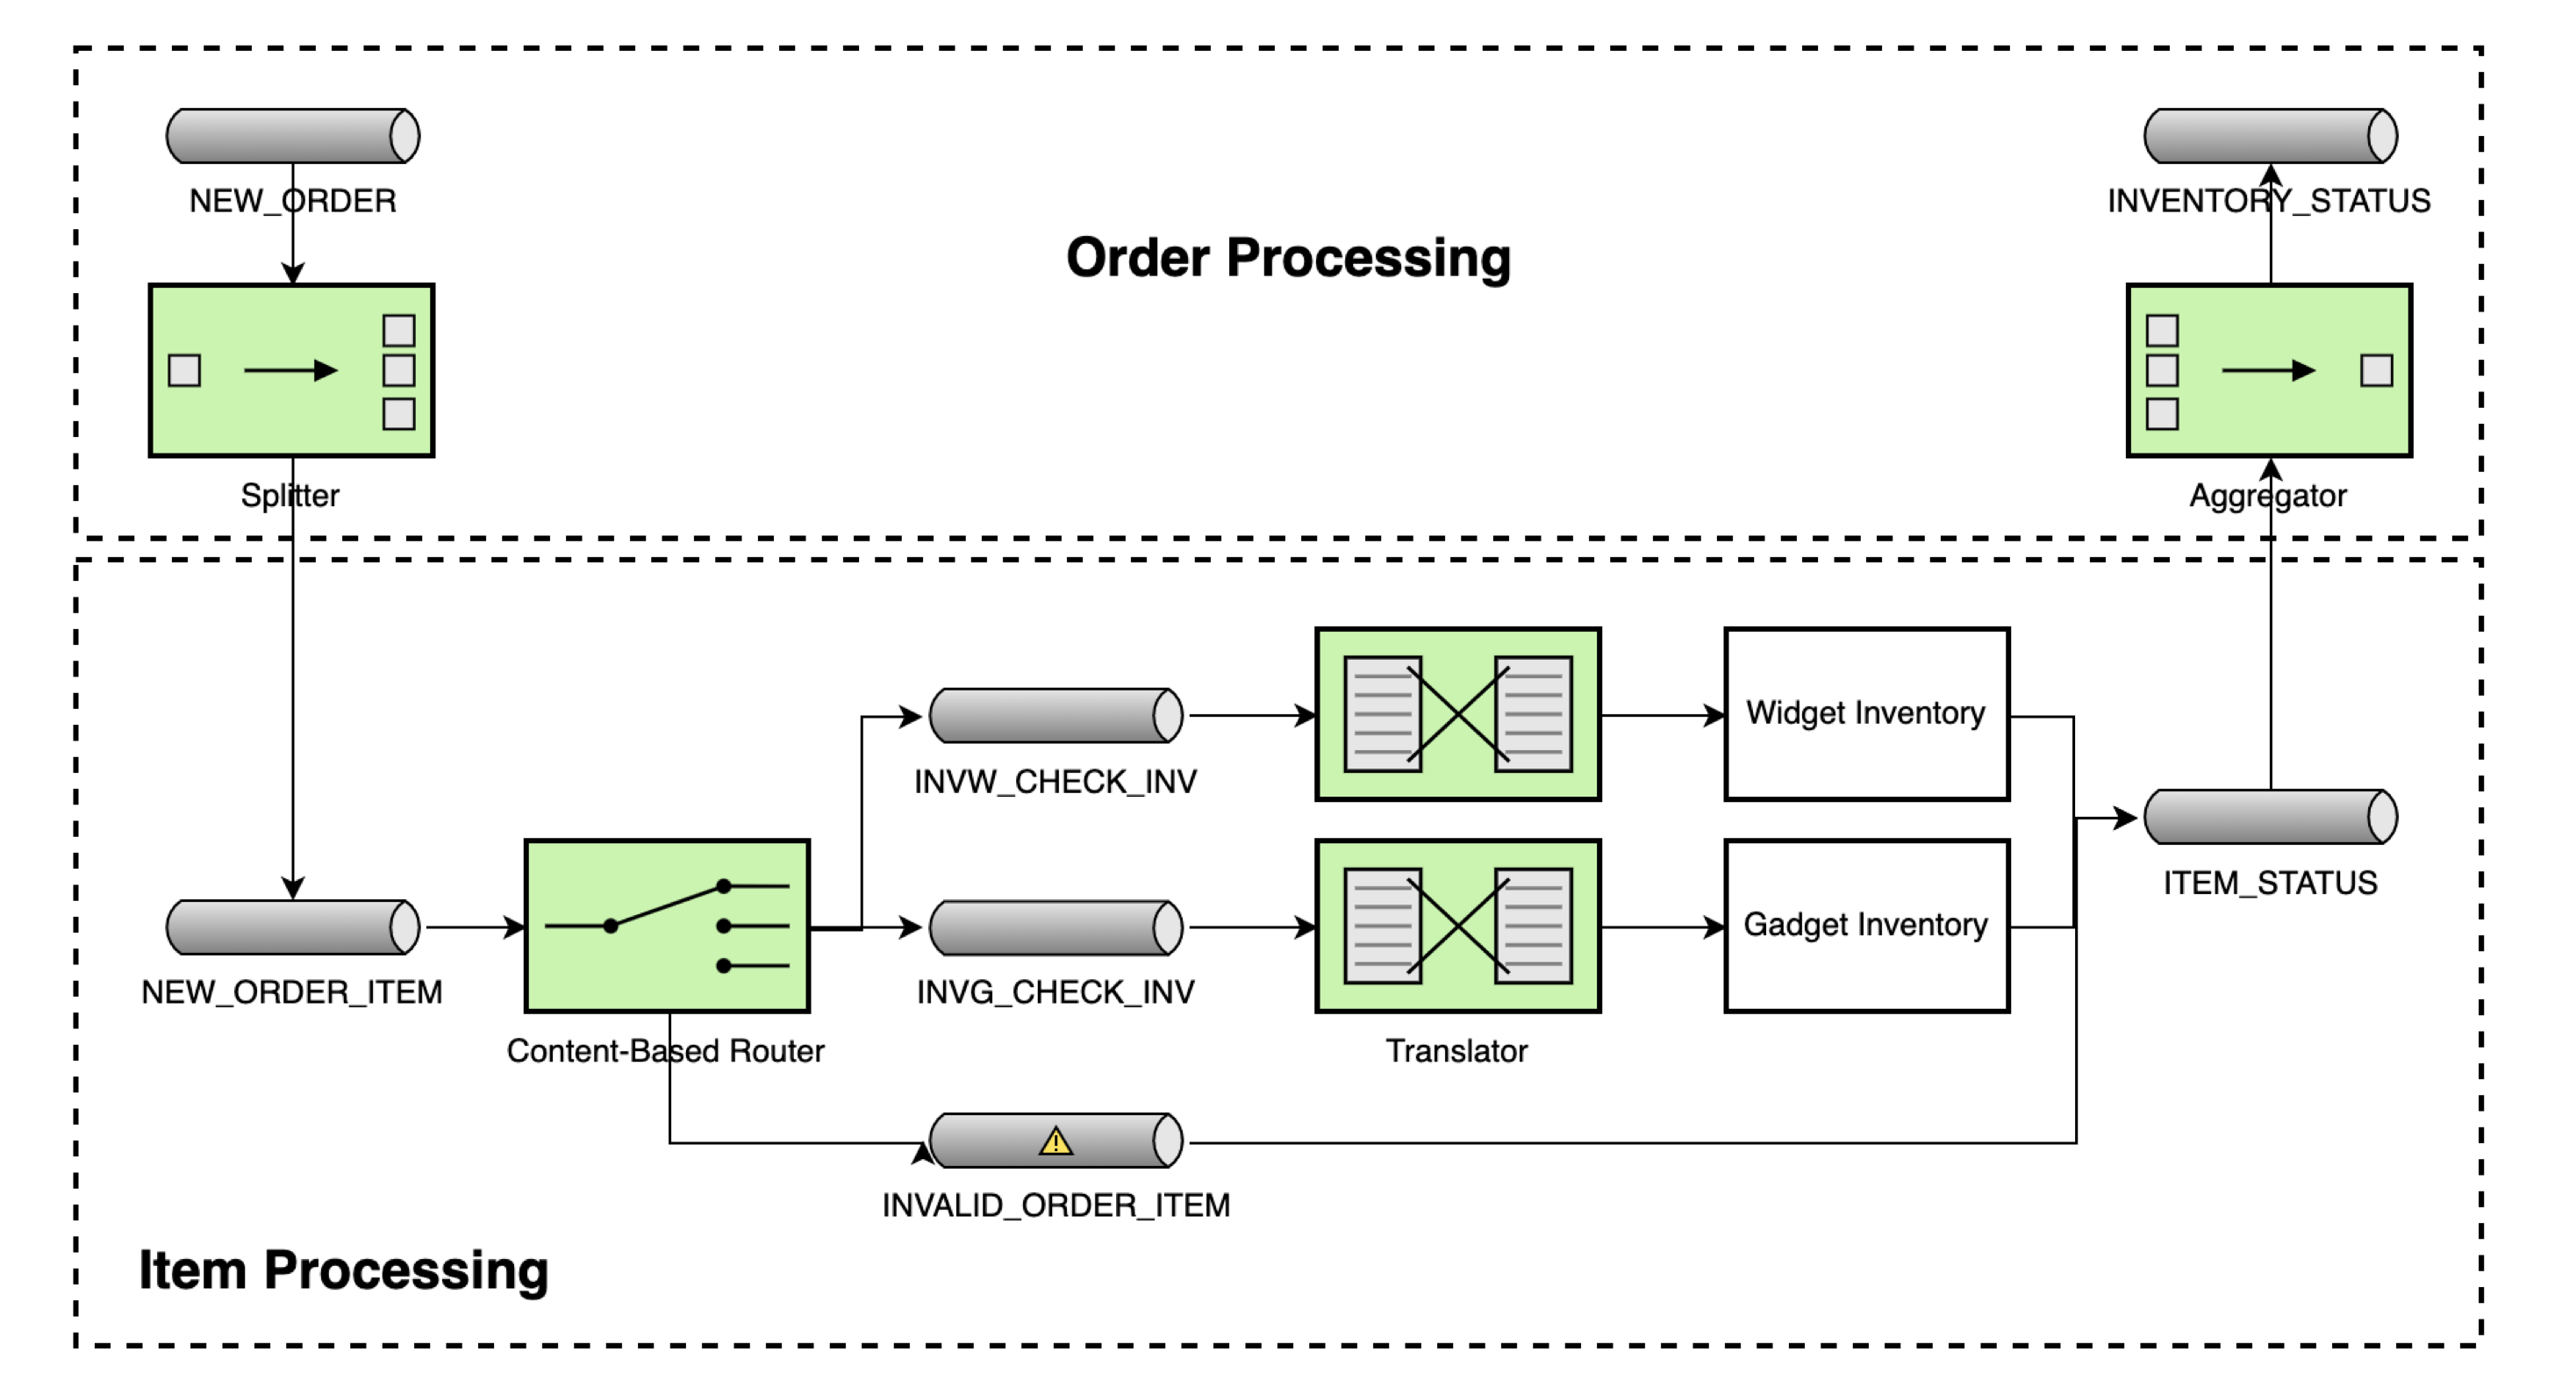 NEW_ORDER
INVENTORY_STATUS
Order Processing
Splitter
Aggregator
Widget Inventory
INVW_CHECK_INV
ITEM_STATUS
Gadget Inventory
NEW_ORDER_ITEM
INVG_CHECK_INV
Content-Based Router
Translator
INVALID_ORDER_ITEM
Item Processing